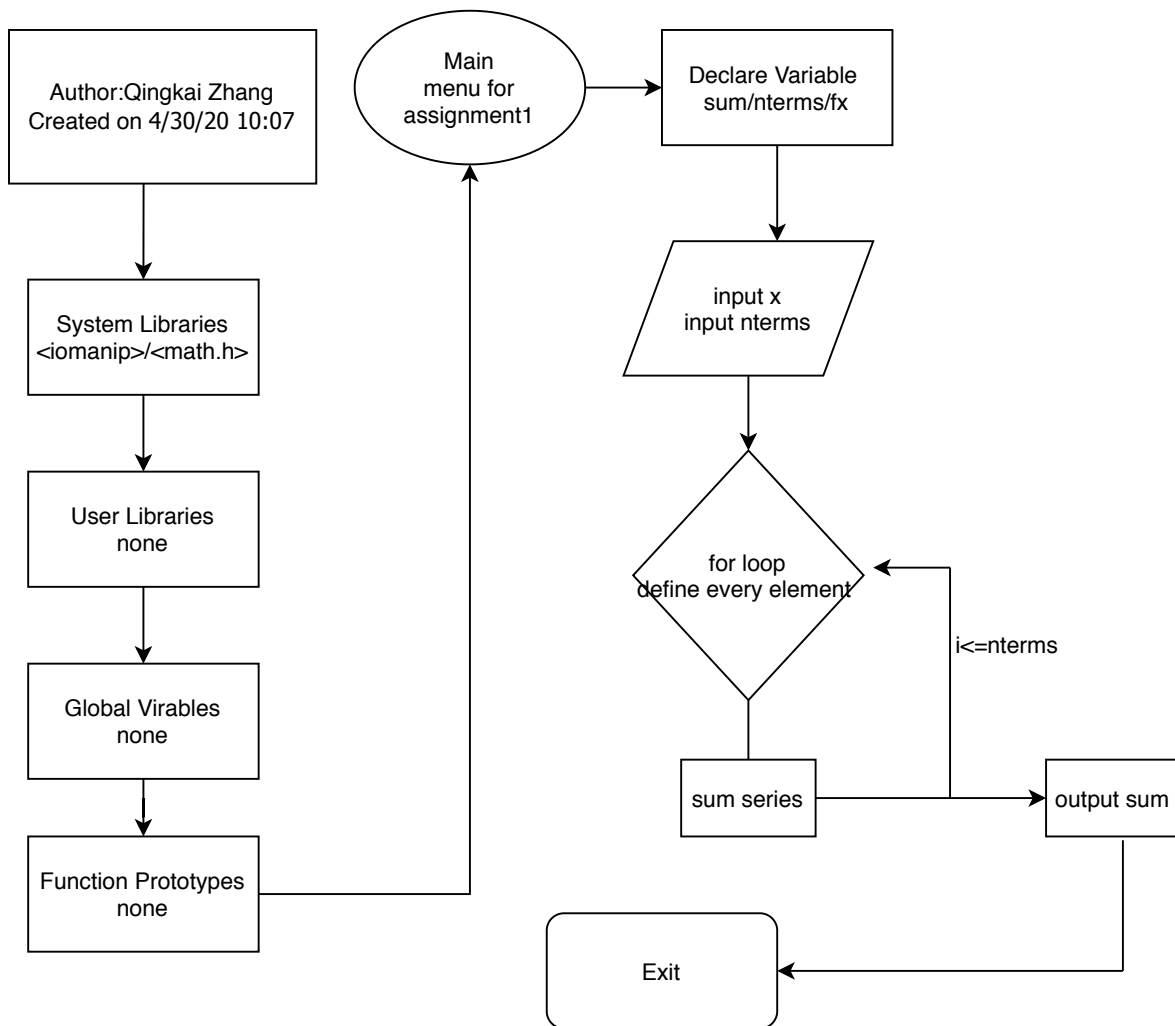 Author:Qingkai Zhang
Created on 4/30/20 10:07
System Libraries
<iomanip>/<math.h>
User Libraries
none
Global Virables
none
Function Prototypes
none
Main
menu for
assignment1
Declare Variable
sum/nterms/fx
input x
input nterms
for loop
define every element
i<=nterms
sum series
output sum
Exit